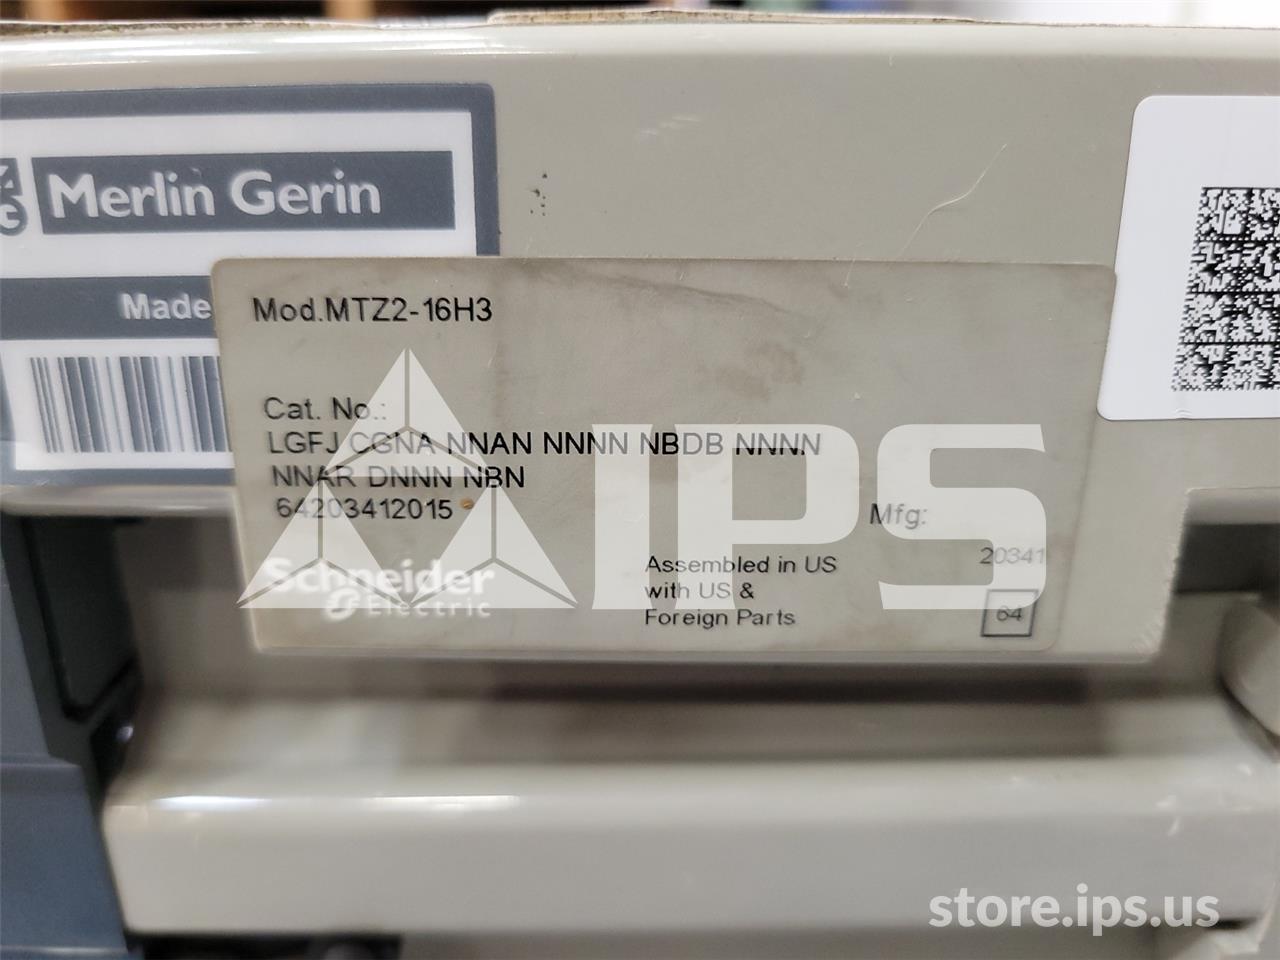 Merlin Gerin
Made
Mod.MTZ2-16H3
Cat. No.:
LGFJ CGNA NNAN NNNN NBDB NNNN
NNAR DNNN NBN
64203412015
Mfg:
20341
Schneider
Electric
Assembled in US
with US &
Foreign Parts
64
IPS
store.ips.us